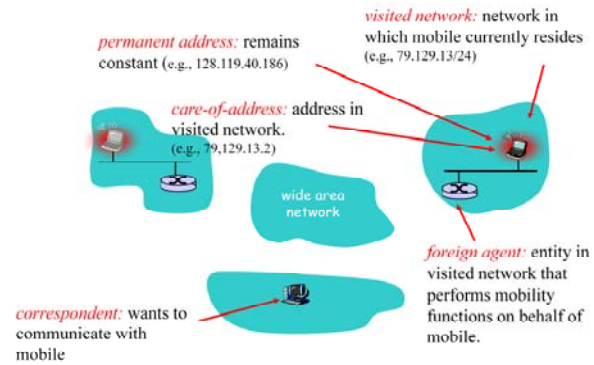 visited network: network in
which mobile currently resides
(e.g., 79.129.13/24)
permanent address: remains
constant (e.g., 128.119.40.186)
care-of-address: address in
visited network.
(e.g., 79,129.13.2)
wide area
network
foreign agent: entity in
visited network that
performs mobility
functions on behalf of
mobile.
correspondent: wants to
communicate with
mobile